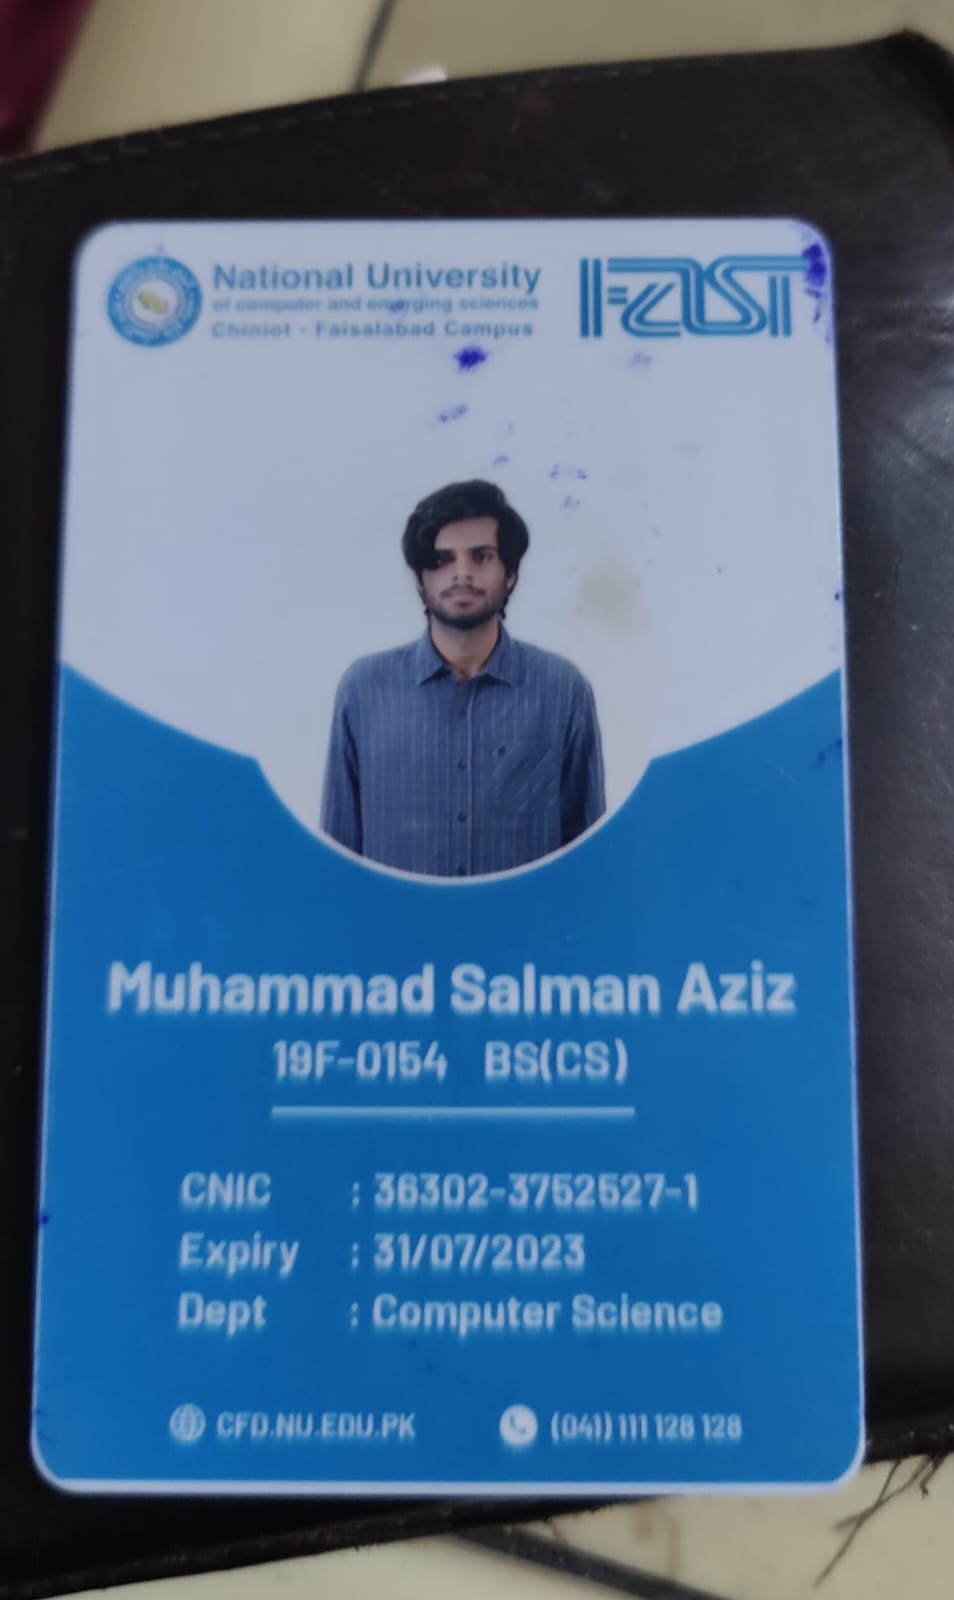 National University
of computer and emerging sciences
Chiniot - Faisalabad Campus
FAST
Muhammad Salman Aziz
19F-0154 BS(CS)
CNIC : 36302-3752527-1
Expiry : 31/07/2023
Dept : Computer Science
CFD.NU.EDU.PK (041) 111 128 128